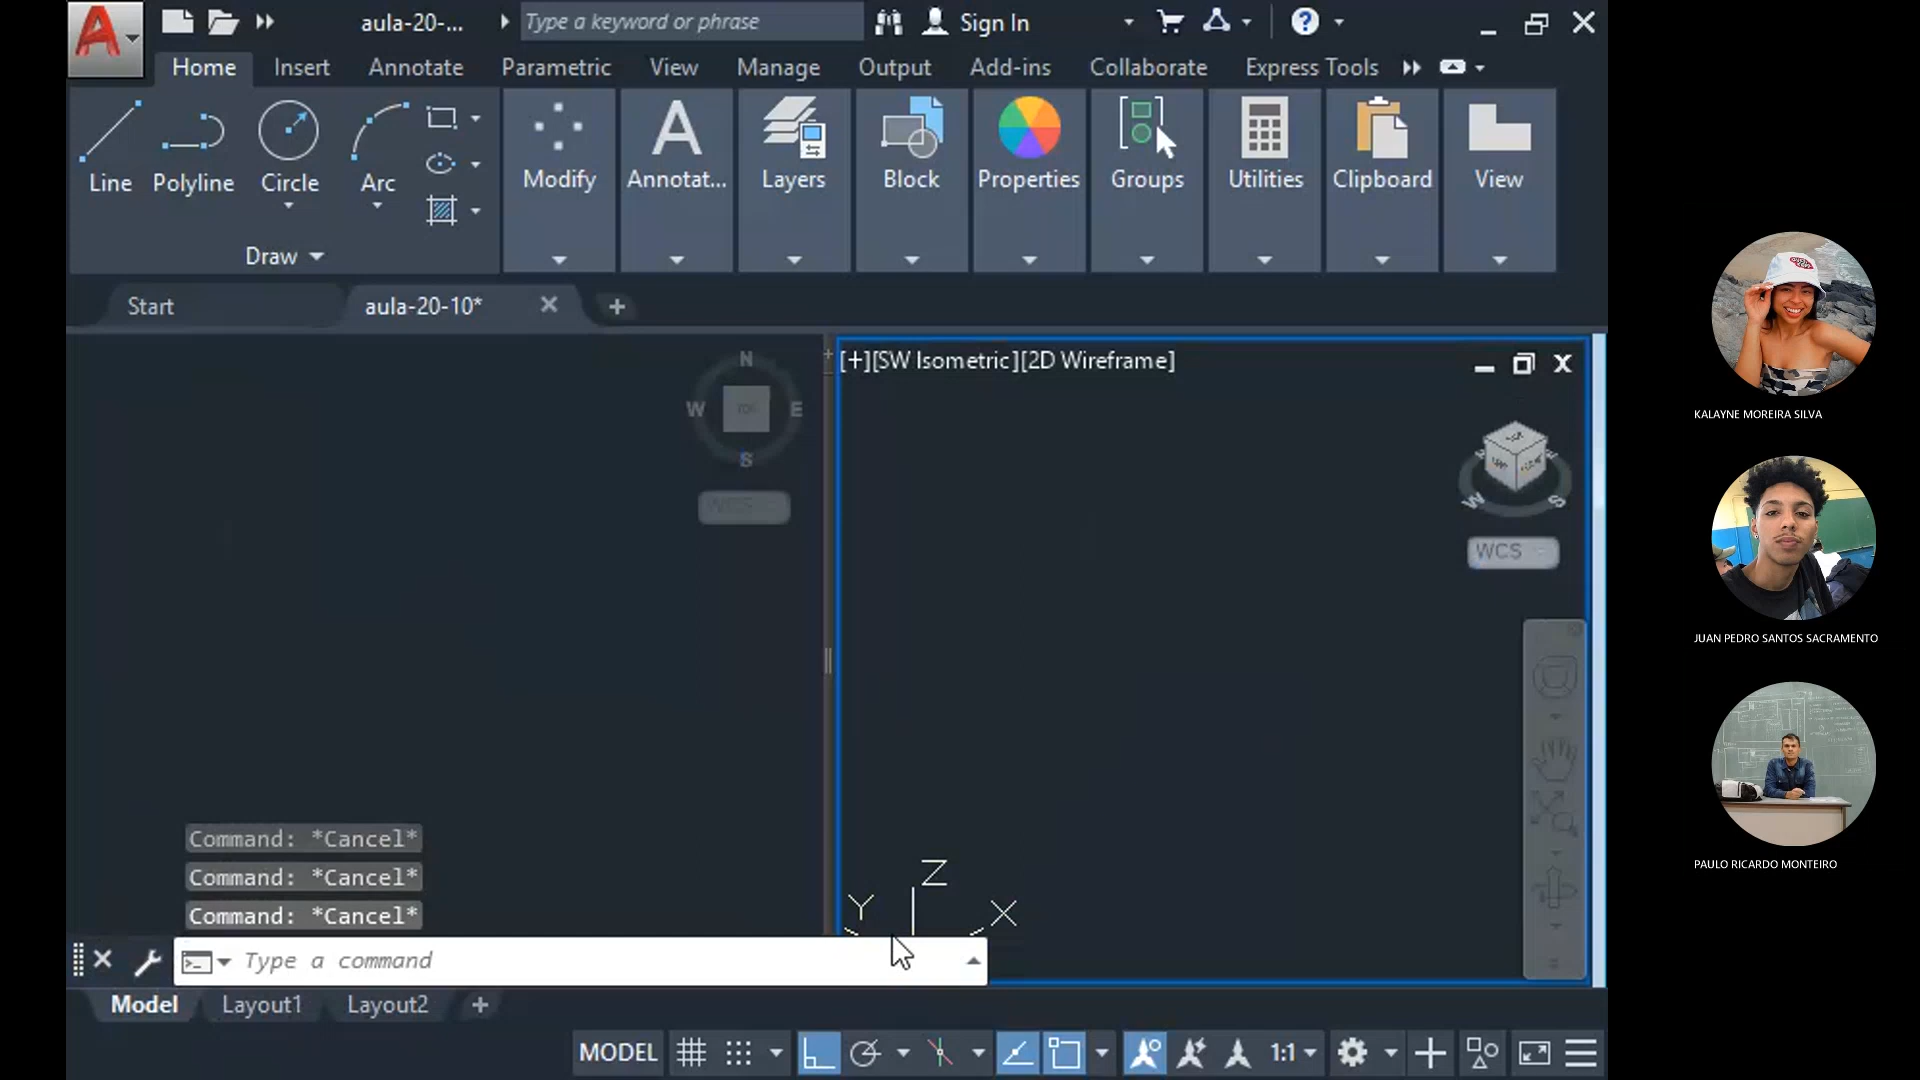 aula-20-...
Type a keyword or phrase
Sign In
Home
Insert
Annotate
Parametric
View
Manage
Output
Add-ins
Collaborate
Express Tools
Line
Polyline
Circle
Arc
Modify
Annotat...
Layers
Block
Properties
Groups
Utilities
Clipboard
View
Draw
Start
aula-20-10*
[+][SW Isometric][2D Wireframe]
N
W
E
S
WCS
W
S
WCS
KALAYNE MOREIRA SILVA
JUAN PEDRO SANTOS SACRAMENTO
PAULO RICARDO MONTEIRO
Z
Y
X
Command: *Cancel*
Command: *Cancel*
Command: *Cancel*
Type a command
Model
Layout1
Layout2
MODEL
1:1